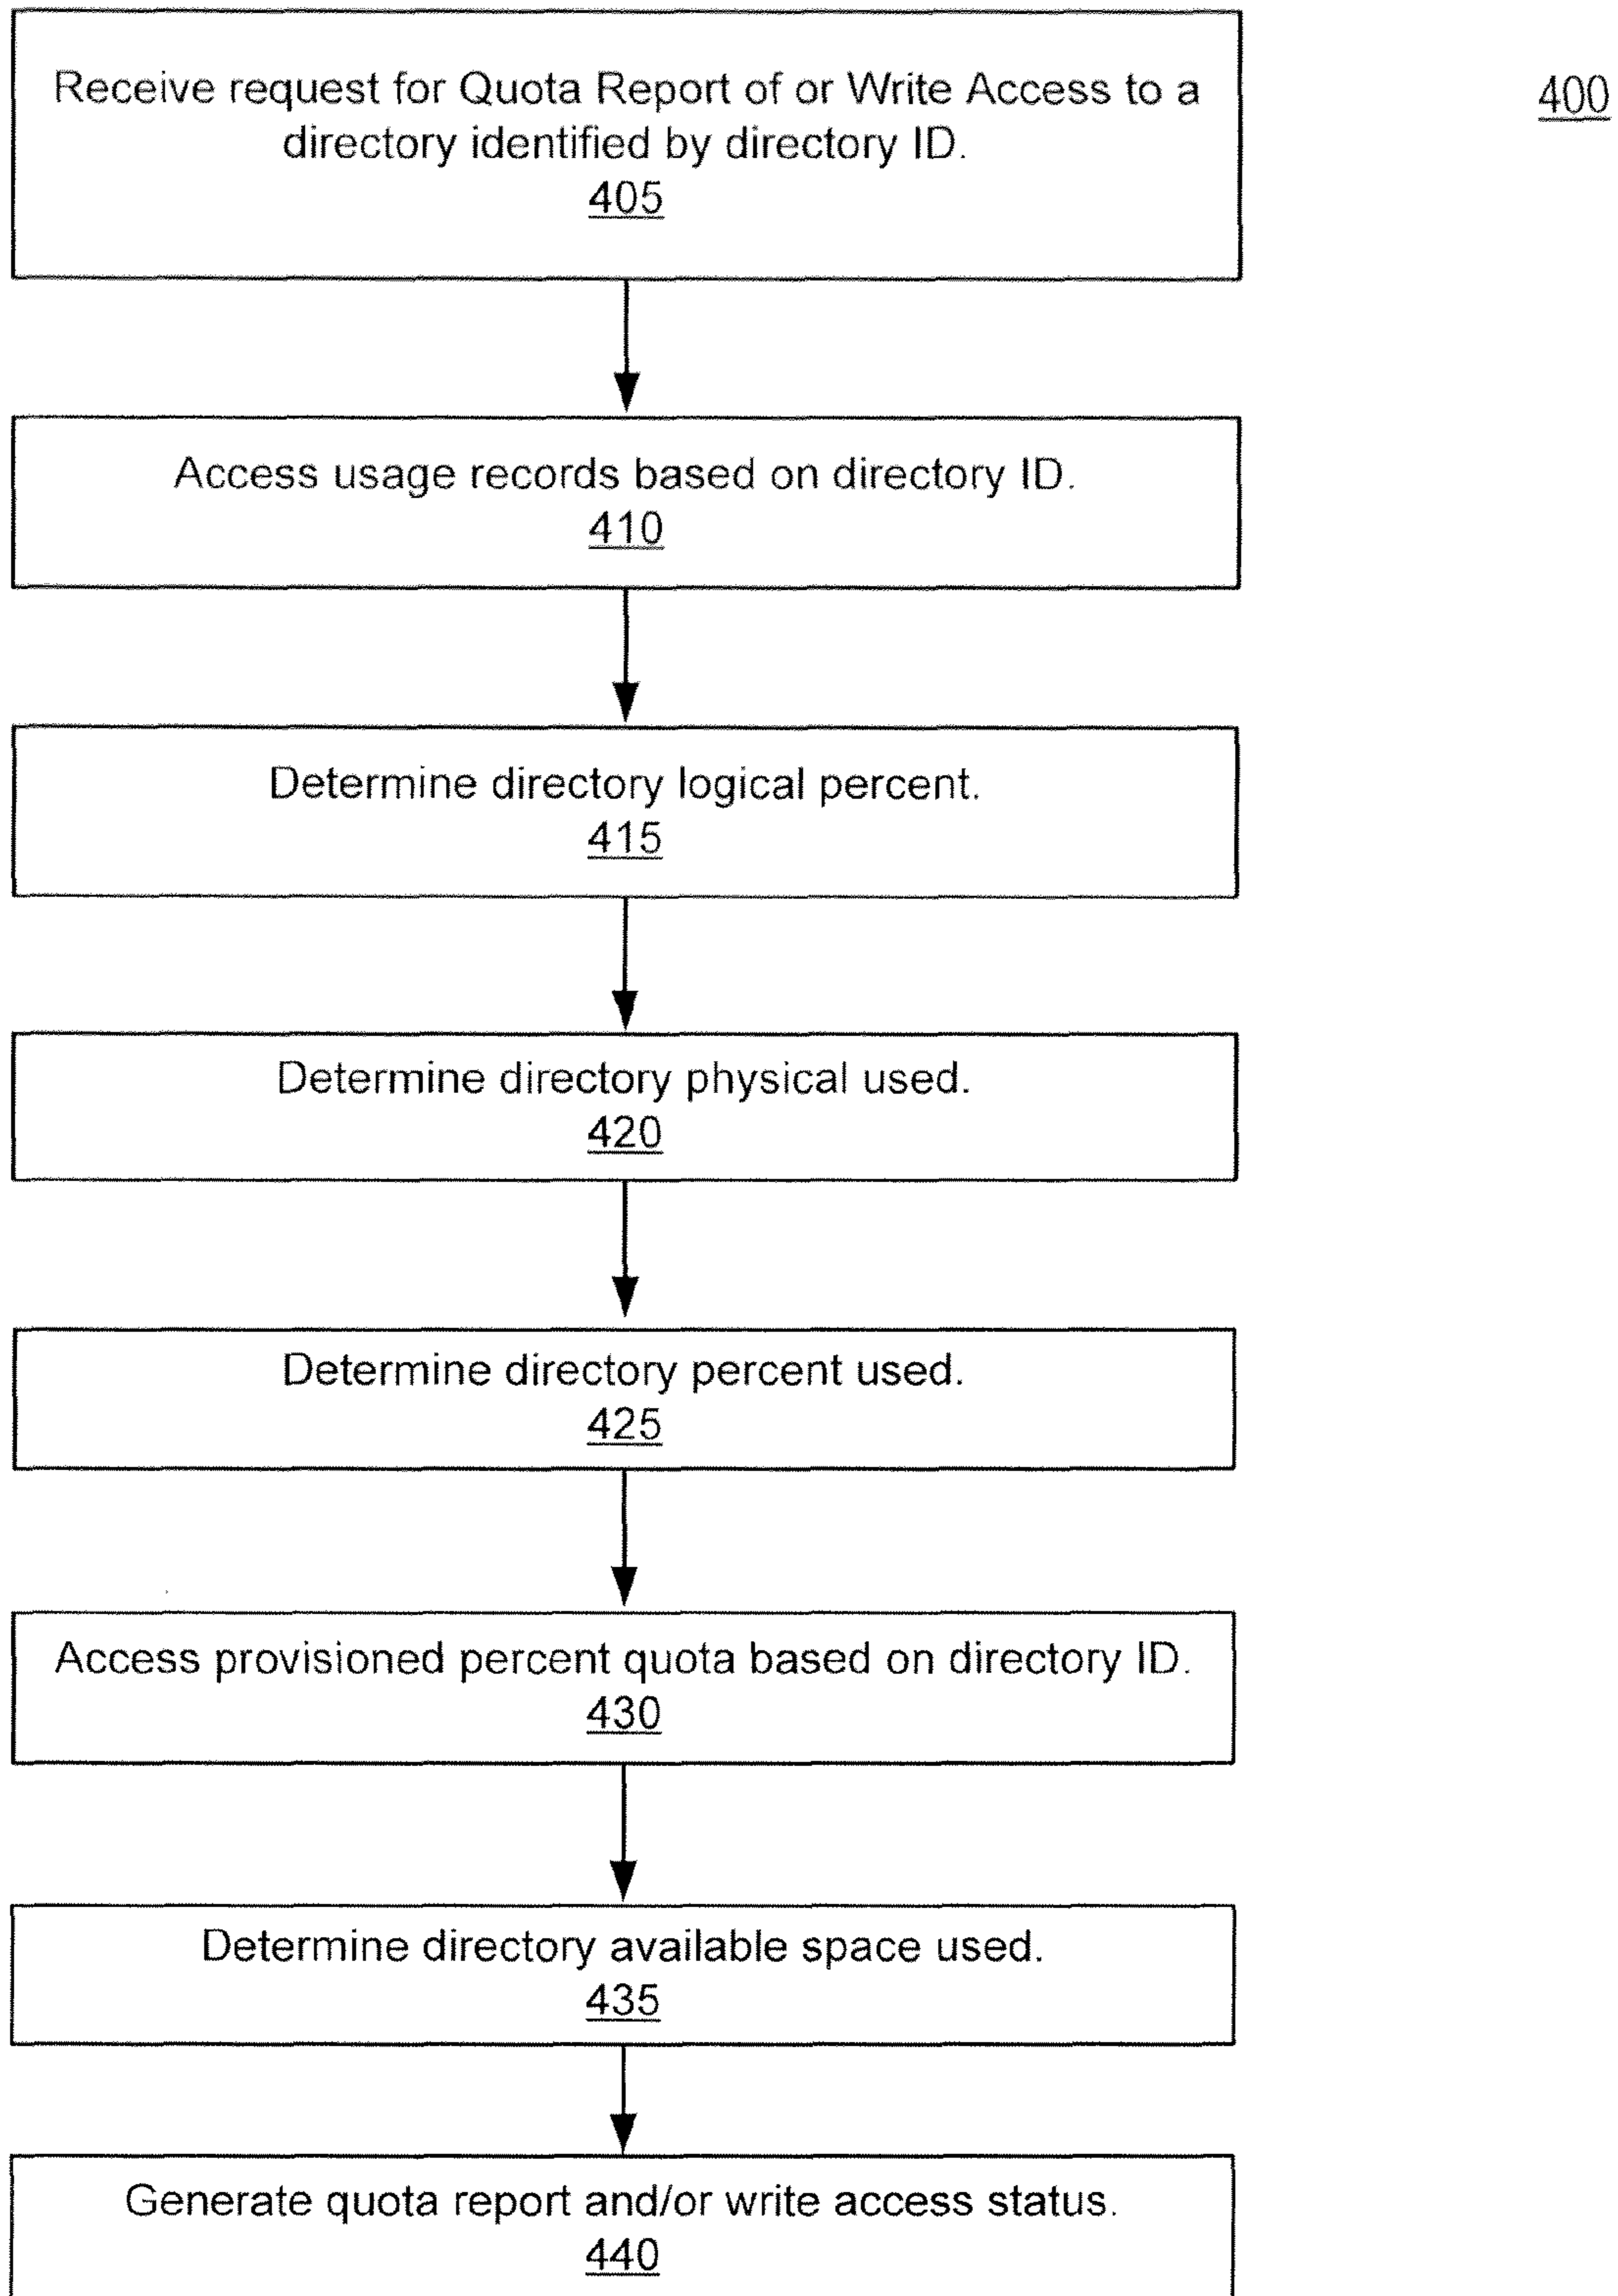 400
Receive request for Quota Report of or Write Access to a
directory identified by directory ID.
405
Access usage records based on directory ID.
410
Determine directory logical percent.
415
Determine directory physical used.
420
Determine directory percent used.
425
Access provisioned percent quota based on directory ID.
430
Determine directory available space used.
435
Generate quota report and/or write access status.
440